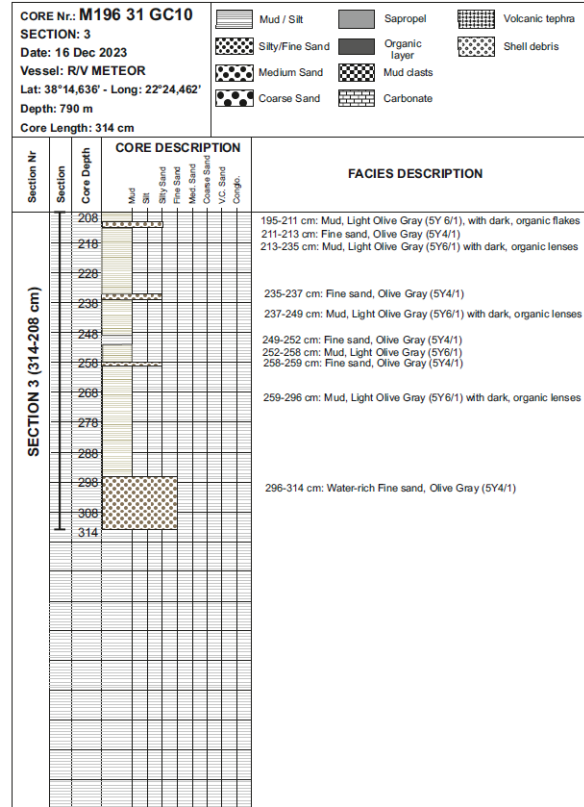 CORE Nr.: M196 31 GC10
SECTION: 3
Date: 16 Dec 2023
Vessel: R/V METEOR
Lat: 38°14,636' - Long: 22°24,462'
Depth: 790 m
Core Length: 314 cm
Mud / Silt
Silty/Fine Sand
Medium Sand
Coarse Sand
Sapropel
Organic
layer
Mud clasts
Carbonate
Volcanic tephra
Shell debris
Section Nr
Section
Core Depth
CORE DESCRIPTION
Mud
Silt
Silty Sand
Fine Sand
Med. Sand
Coarse Sand
V.C. Sand
Conglo.
FACIES DESCRIPTION
SECTION 3 (314-208 cm)
208
218
228
238
248
258
268
278
288
298
308
314
195-211 cm: Mud, Light Olive Gray (5Y 6/1), with dark, organic flakes
211-213 cm: Fine sand, Olive Gray (5Y4/1)
213-235 cm: Mud, Light Olive Gray (5Y6/1) with dark, organic lenses
235-237 cm: Fine sand, Olive Gray (5Y4/1)
237-249 cm: Mud, Light Olive Gray (5Y6/1) with dark, organic lenses
249-252 cm: Fine sand, Olive Gray (5Y4/1)
252-258 cm: Mud, Light Olive Gray (5Y6/1)
258-259 cm: Fine sand, Olive Gray (5Y4/1)
259-296 cm: Mud, Light Olive Gray (5Y6/1) with dark, organic lenses
296-314 cm: Water-rich Fine sand, Olive Gray (5Y4/1)